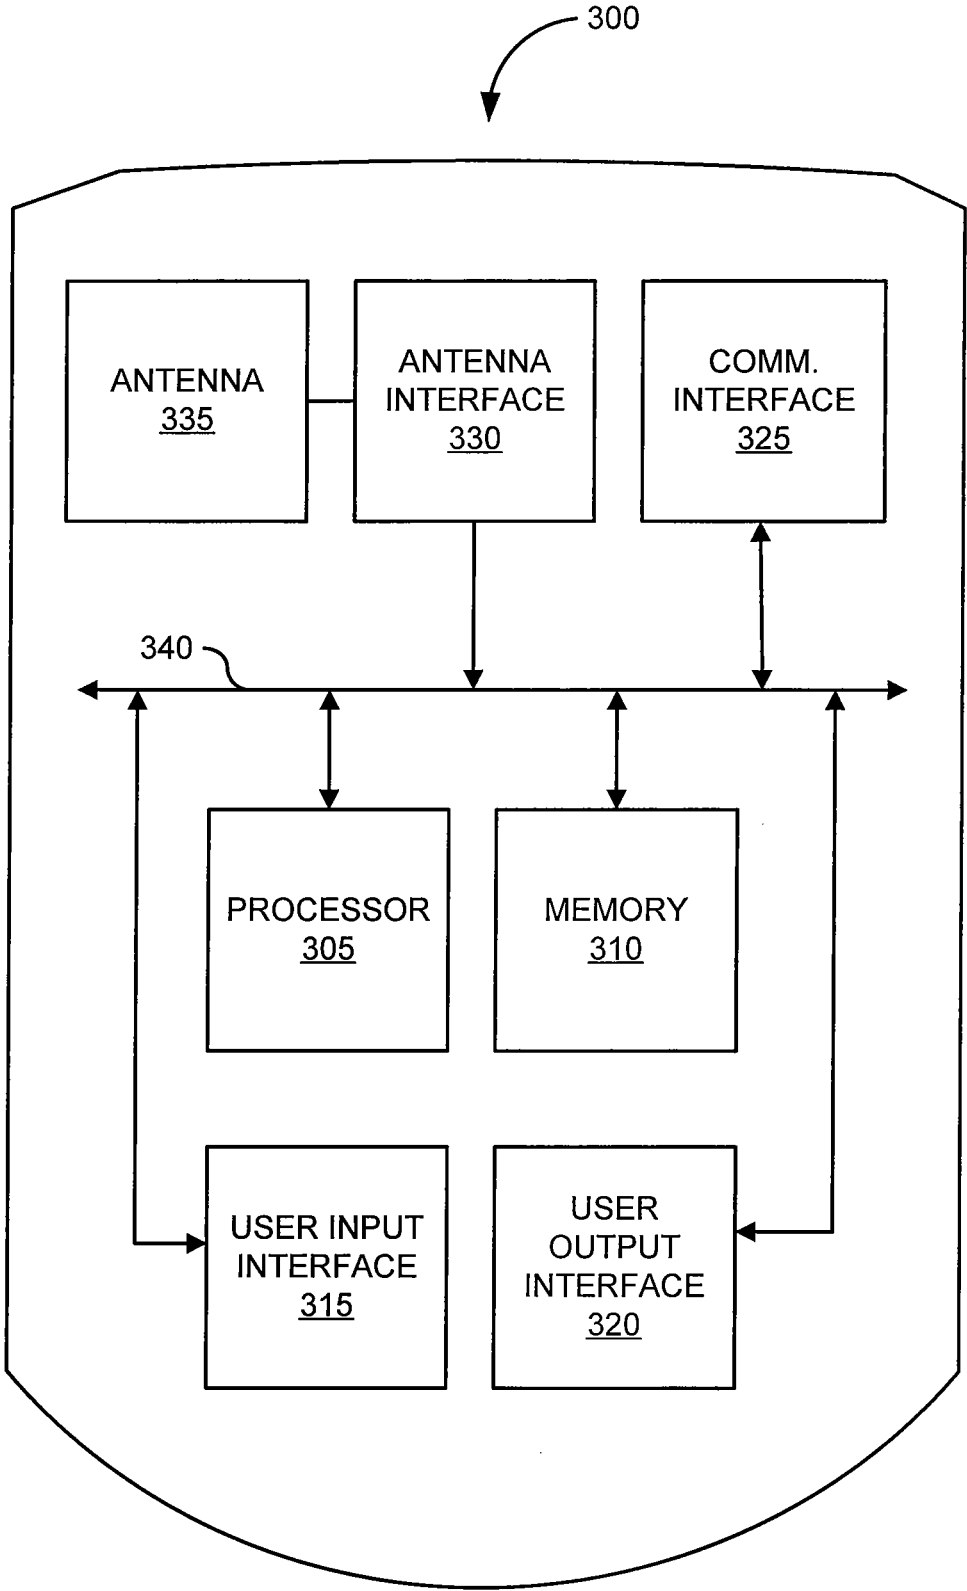 300
ANTENNA
335
ANTENNA
INTERFACE
330
COMM.
INTERFACE
325
340
PROCESSOR
305
MEMORY
310
USER INPUT
INTERFACE
315
USER
OUTPUT
INTERFACE
320